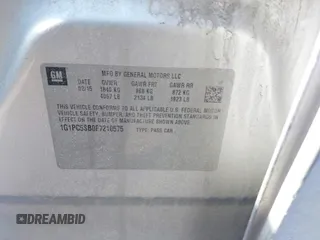 GM
MFD BY GENERAL MOTORS LLC
DATE GVWR GAWR FRT GAWR RR
03/15 1840 KG 968 KG 872 KG
4057 LB 2134 LB 1923 LB
THIS VEHICLE CONFORMS TO ALL APPLICABLE U.S. FEDERAL MOTOR
VEHICLE SAFETY, BUMPER, AND THEFT PREVENTION STANDARDS IN
EFFECT ON THE DATE OF MANUFACTURE SHOWN ABOVE.
1G1PC5SB0F7210575 TYPE: PASS CAR
DREAMBID